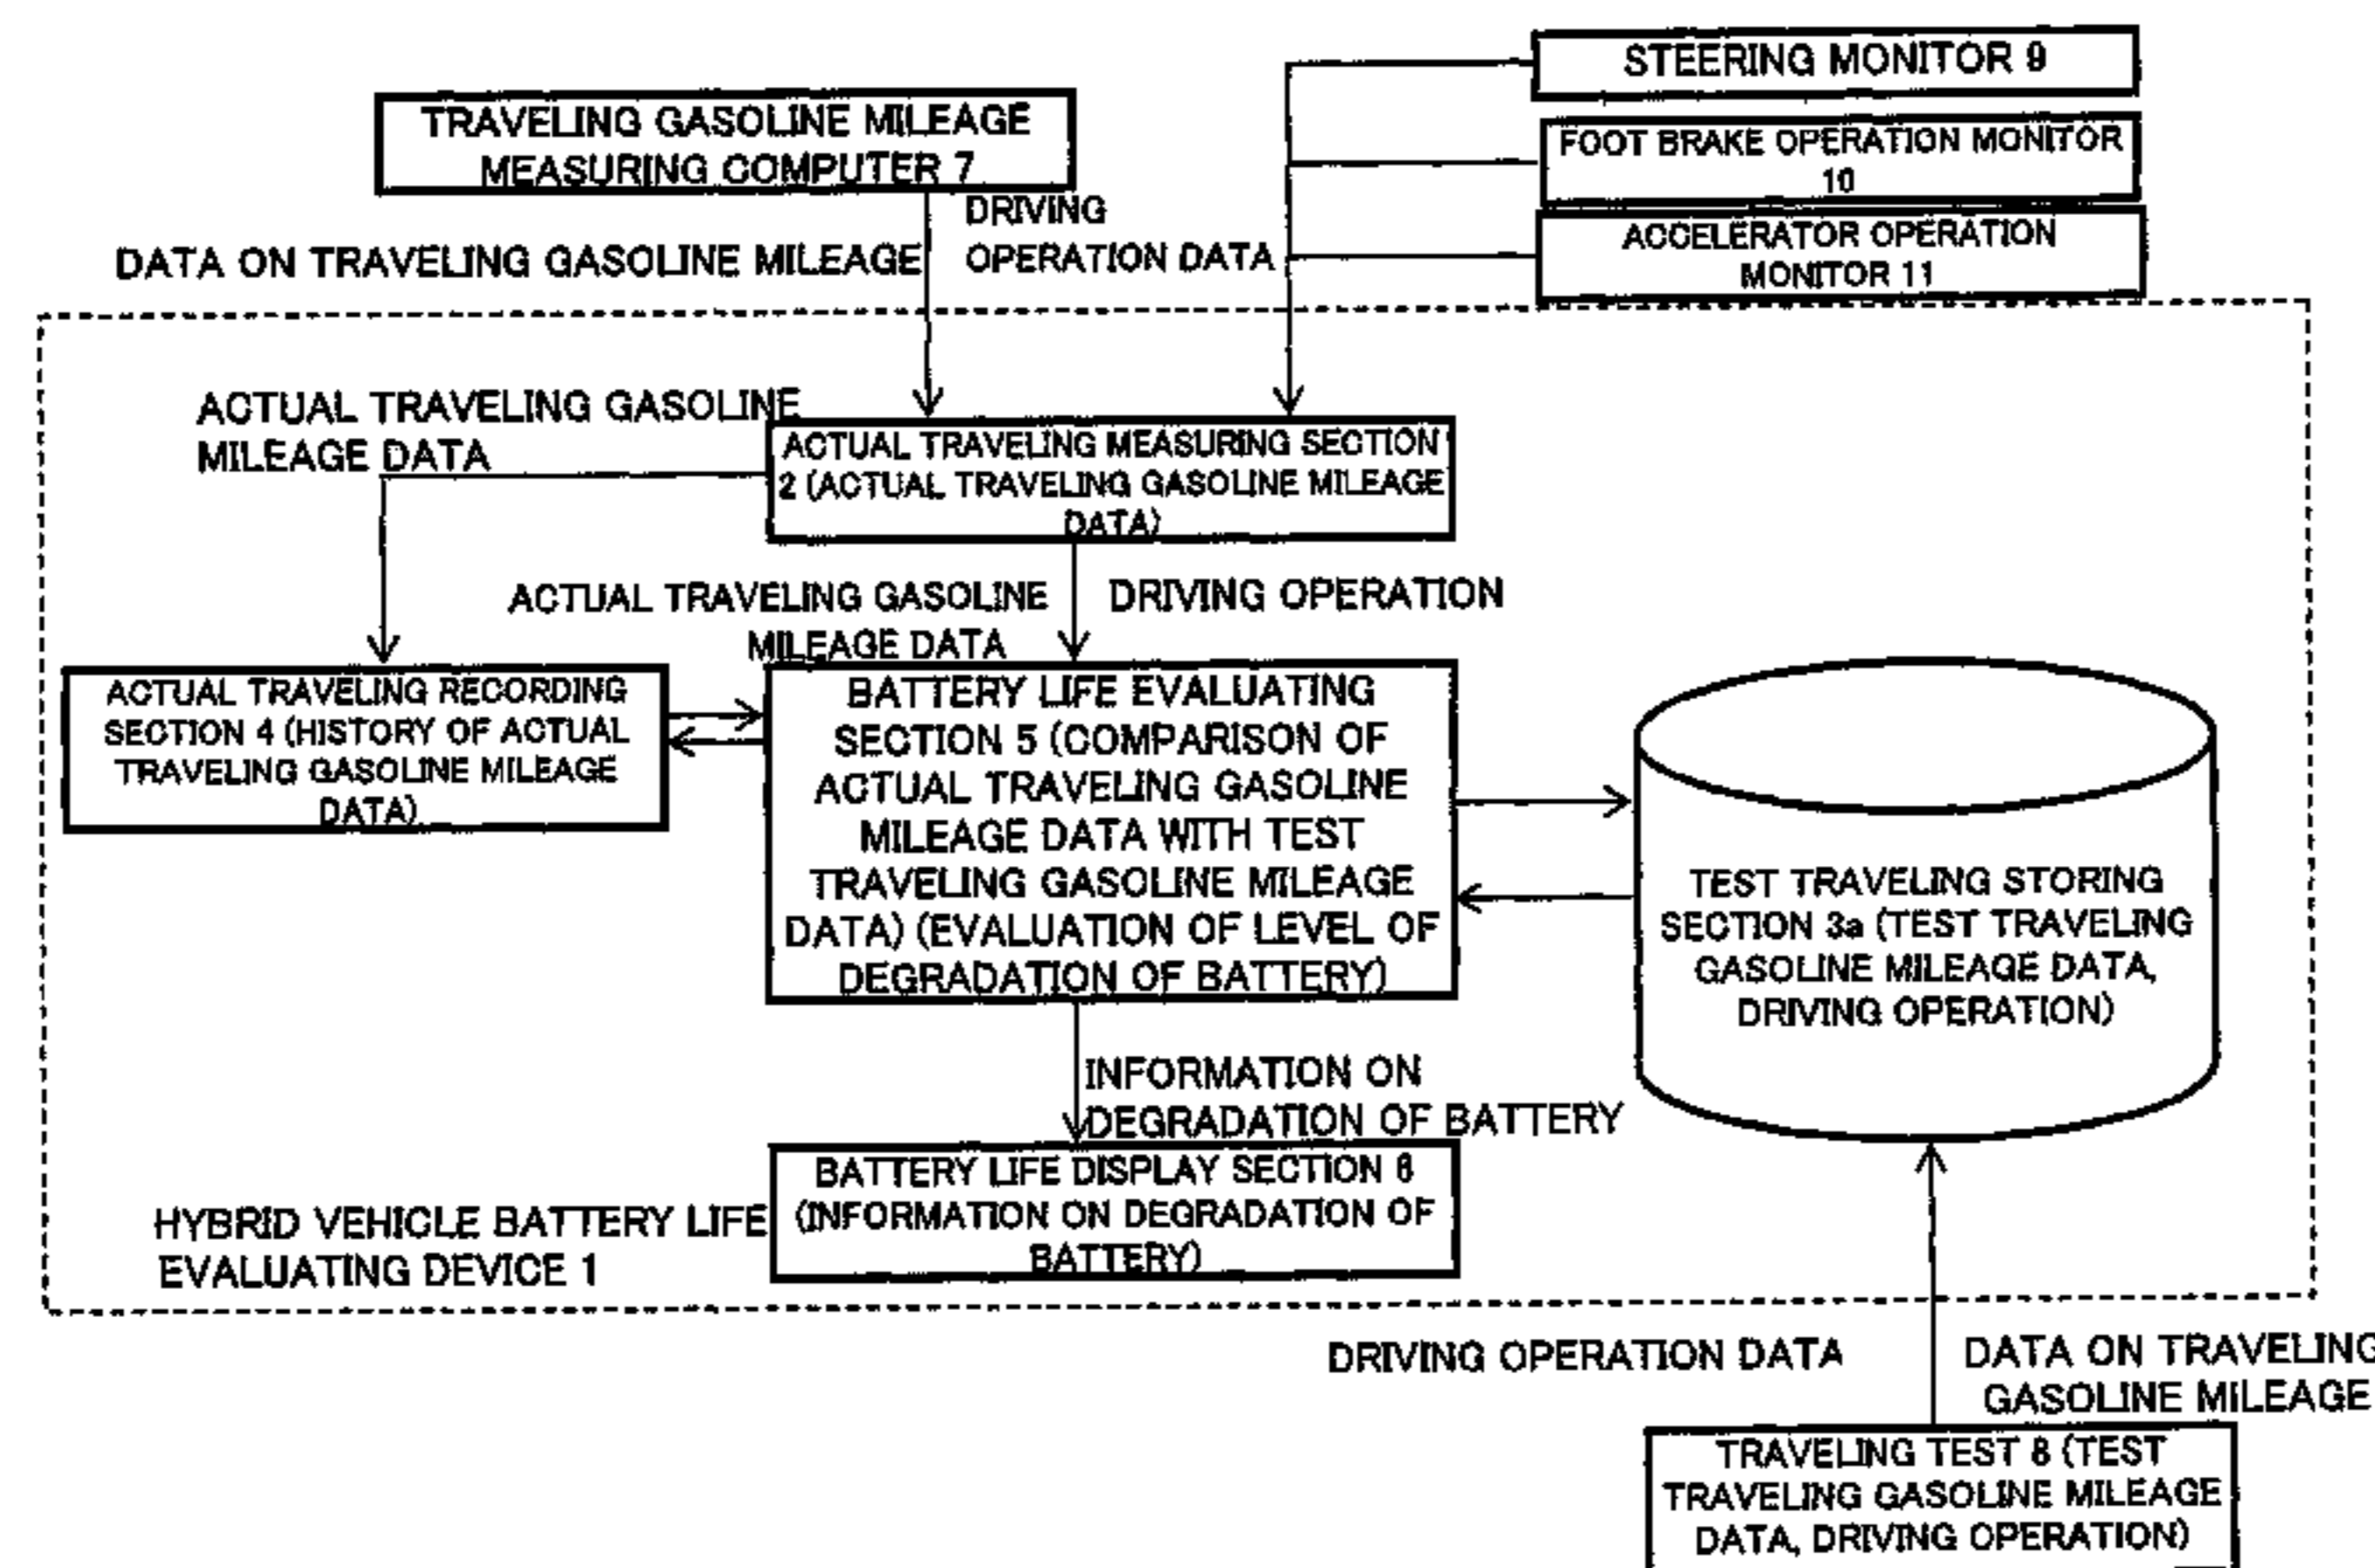 STEERING MONITOR 9
TRAVELING GASOLINE MILEAGE
MEASURING COMPUTER 7
FOOT BRAKE OPERATION MONITOR
10
ACCELERATOR OPERATION
MONITOR 11
DATA ON TRAVELING GASOLINE MILEAGE
DRIVING
OPERATION DATA
ACTUAL TRAVELING GASOLINE
MILEAGE DATA
ACTUAL TRAVELING MEASURING SECTION
2 (ACTUAL TRAVELING GASOLINE MILEAGE
DATA)
ACTUAL TRAVELING GASOLINE
MILEAGE DATA
DRIVING OPERATION
ACTUAL TRAVELING RECORDING
SECTION 4 (HISTORY OF ACTUAL
TRAVELING GASOLINE MILEAGE
DATA)
BATTERY LIFE EVALUATING
SECTION 5 (COMPARISON OF
ACTUAL TRAVELING GASOLINE
MILEAGE DATA WITH TEST
TRAVELING GASOLINE MILEAGE
DATA) (EVALUATION OF LEVEL OF
DEGRADATION OF BATTERY)
TEST TRAVELING STORING
SECTION 3a (TEST TRAVELING
GASOLINE MILEAGE DATA,
DRIVING OPERATION)
INFORMATION ON
DEGRADATION OF BATTERY
BATTERY LIFE DISPLAY SECTION 6
(INFORMATION ON DEGRADATION OF
BATTERY)
HYBRID VEHICLE BATTERY LIFE
EVALUATING DEVICE 1
DRIVING OPERATION DATA
DATA ON TRAVELING
GASOLINE MILEAGE
TRAVELING TEST 8 (TEST
TRAVELING GASOLINE MILEAGE
DATA, DRIVING OPERATION)